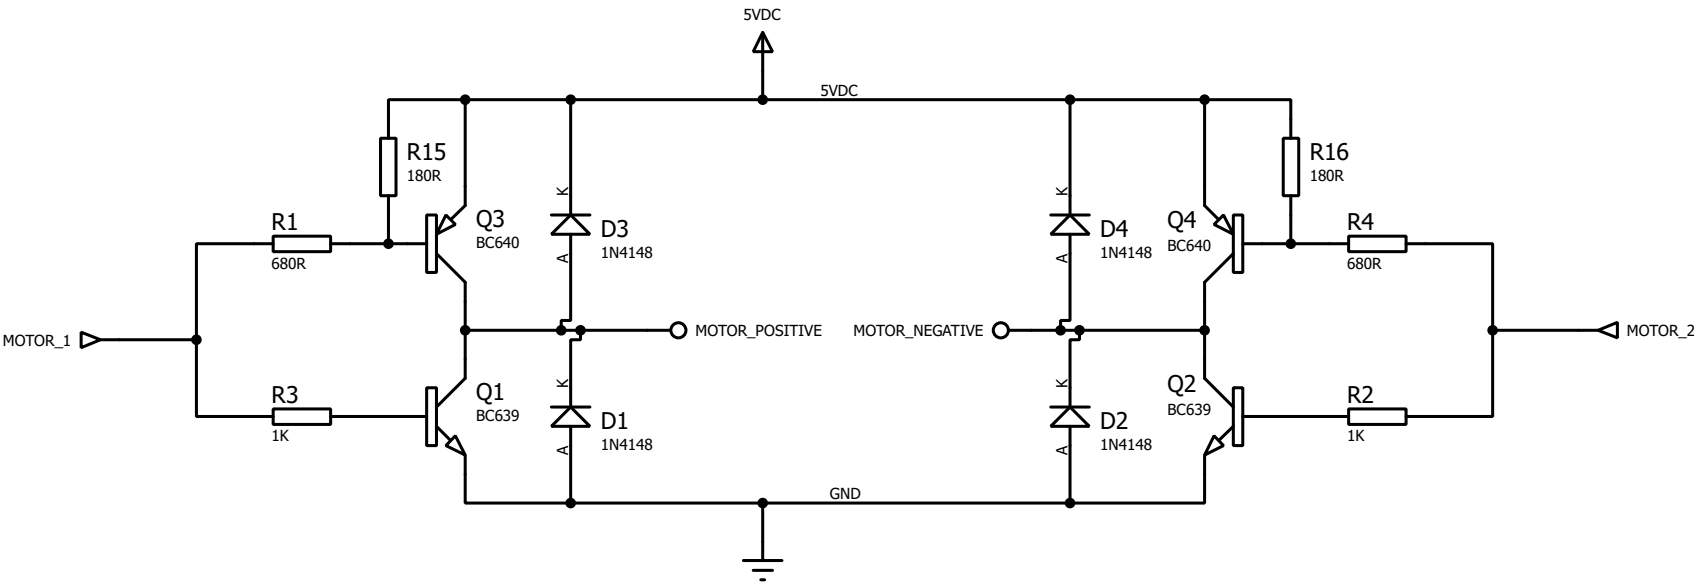 5VDC
5VDC
R15
180R
R16
180R
K
K
R1
680R
Q3
BC640
D3
1N4148
A
D4
1N4148
A
Q4
BC640
R4
680R
MOTOR_1
MOTOR_POSITIVE
MOTOR_NEGATIVE
MOTOR_2
R3
1K
Q1
BC639
K
D1
1N4148
A
K
D2
1N4148
A
Q2
BC639
R2
1K
GND